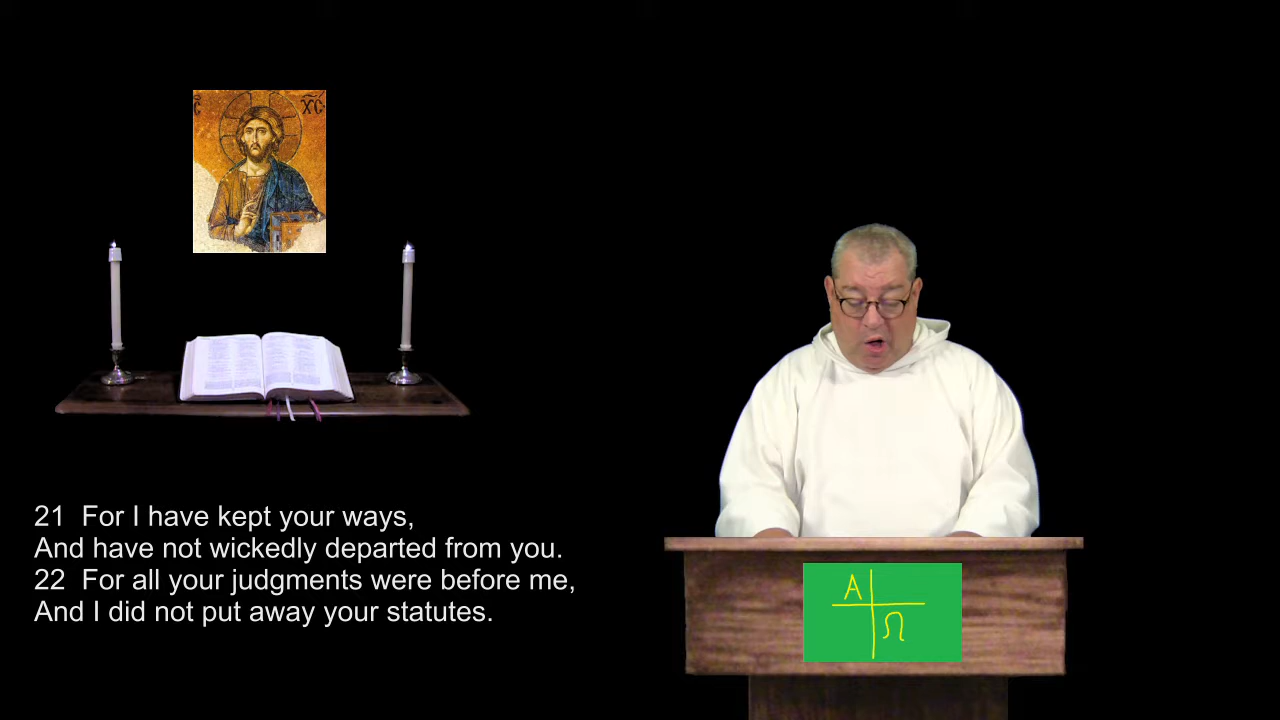 XC
21 For I have kept your ways,
And have not wickedly departed from you.
22 For all your judgments were before me,
And I did not put away your statutes.
A
Ω